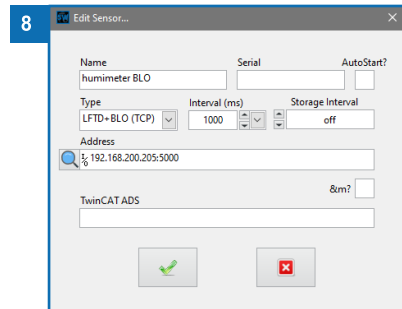 8
Edit Sensor...
Name Serial AutoStart?
humimeter BLO
Type Interval (ms) Storage Interval
LFTD+BLO (TCP) 1000 off
Address
192.168.200.205:5000
&m?
TwinCAT ADS